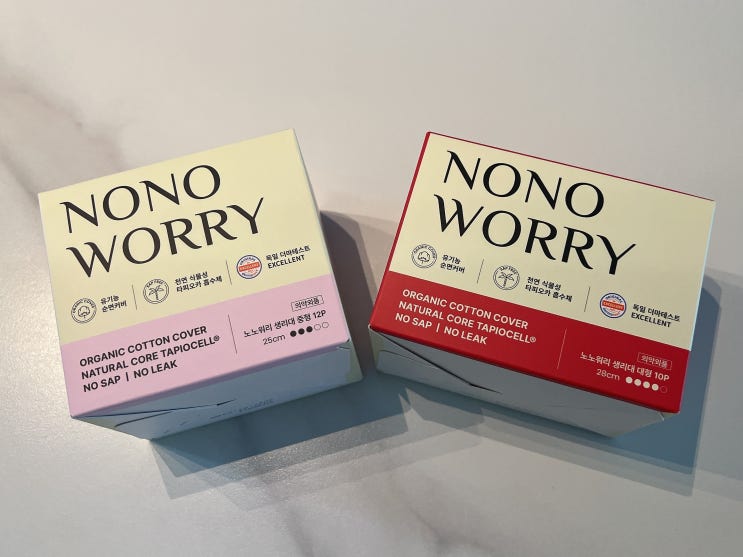 NONO
WORRY
유기농
순면커버
천연 식물성
타피오카 흡수체
독일 더마테스트
EXCELLENT
ORGANIC COTTON COVER
NATURAL CORE TAPIOCELL®
NO SAP | NO LEAK
의약외품
노노워리 생리대 중형 12P
25cm
NONO
WORRY
ORGANIC COTTON
유기농
순면커버
SAP FREE
천연 식물성
타피오카 흡수체
독일 더마테스트
EXCELLENT
ORGANIC COTTON COVER
NATURAL CORE TAPIOCELL®
NO SAP | NO LEAK
의약외품
노노워리 생리대 대형 10P
28cm